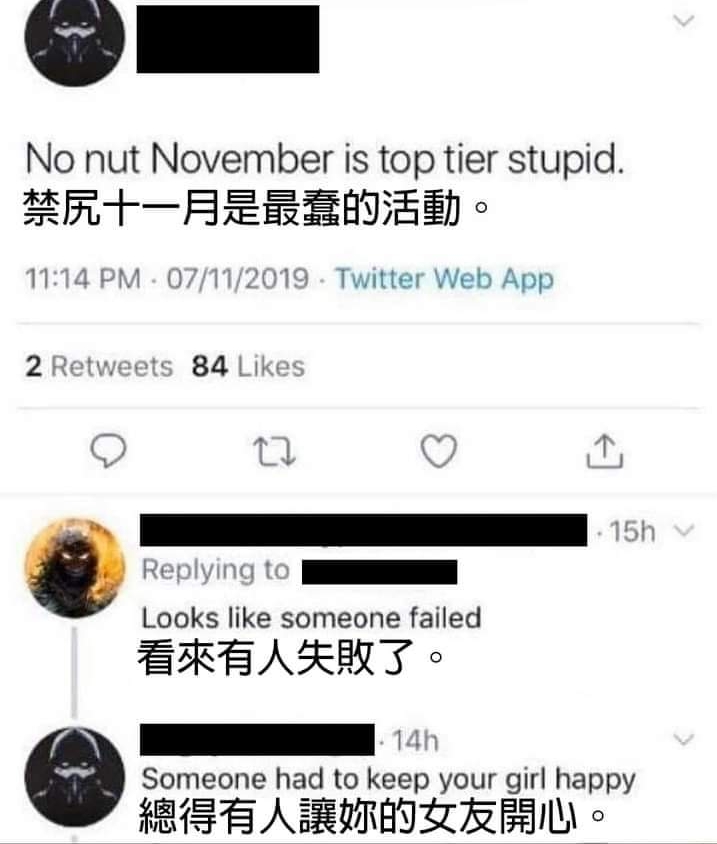 No nut November is top tier stupid.
禁尻十一月是最蠢的活動。
11:14 PM · 07/11/2019 · Twitter Web App
2 Retweets 84 Likes
· 15h
Replying to
Looks like someone failed
看來有人失敗了。
· 14h
Someone had to keep your girl happy
總得有人讓妳的女友開心。